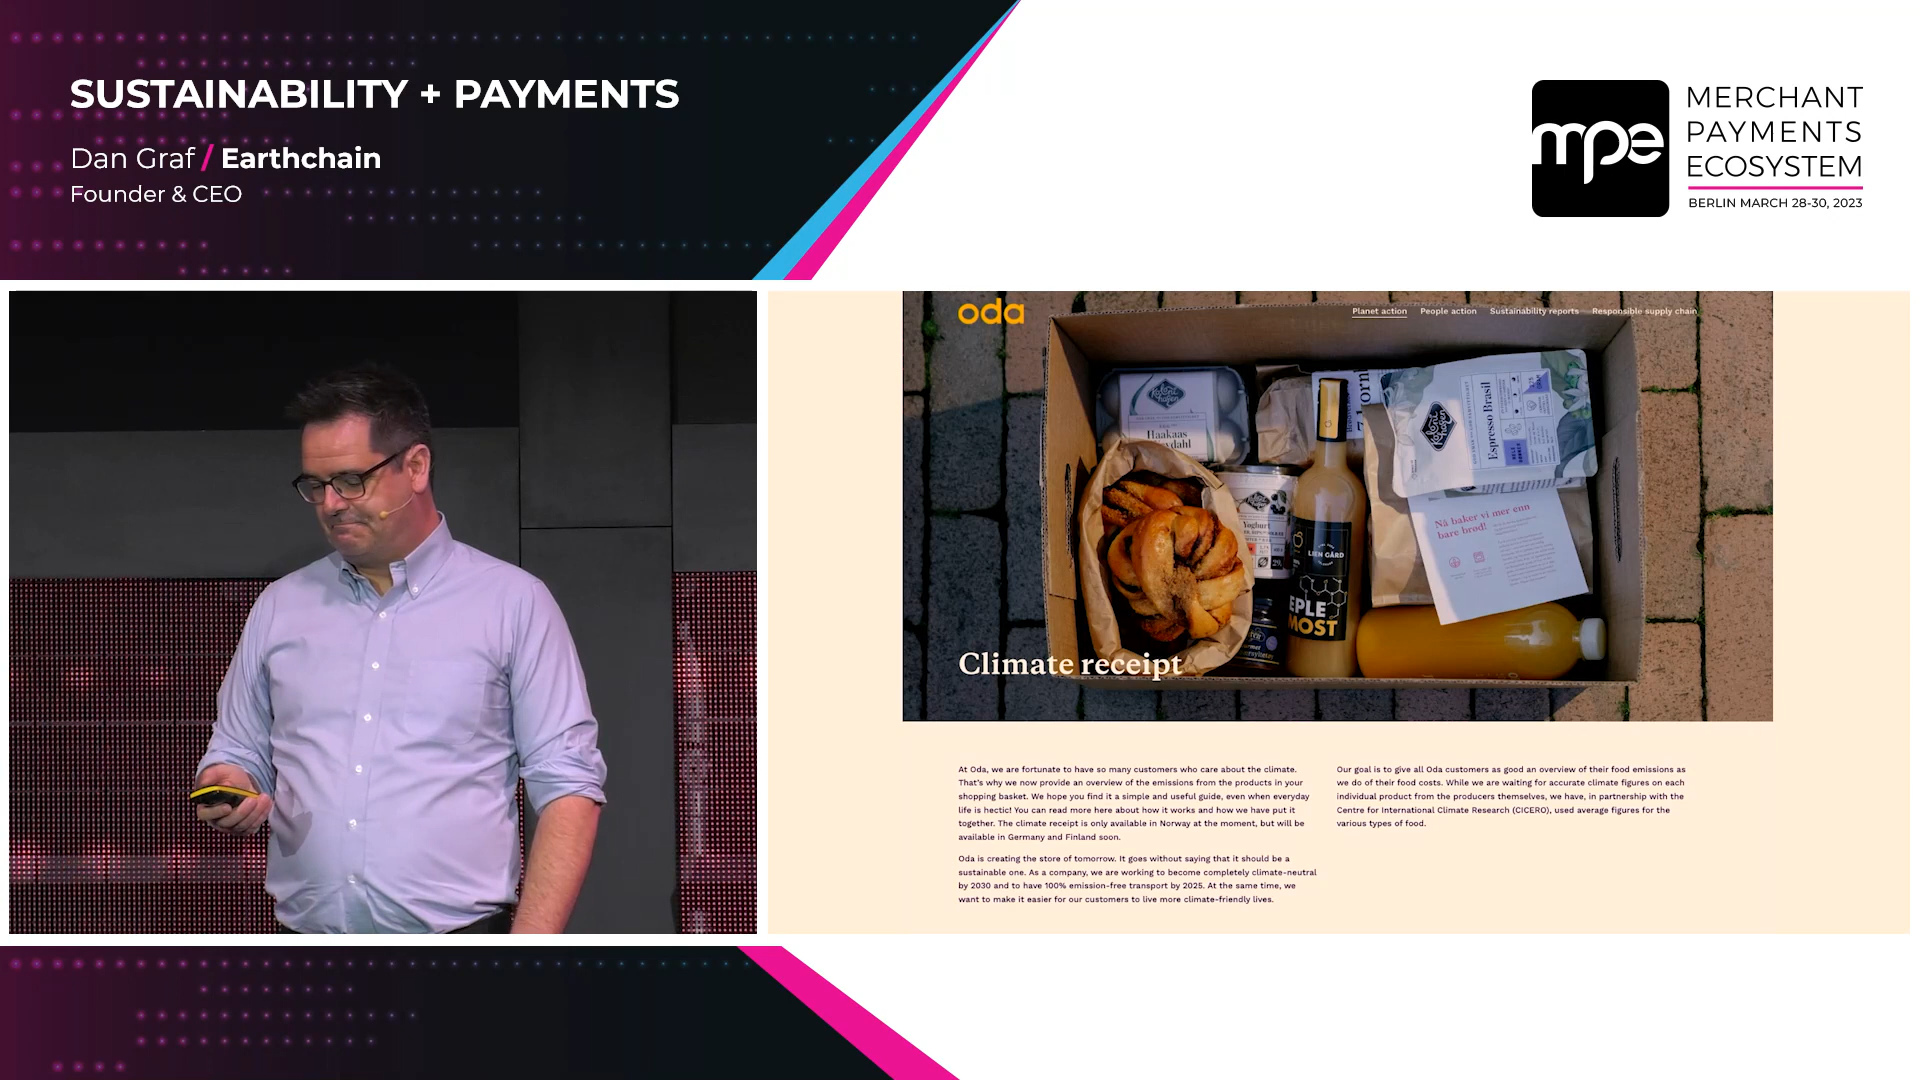 SUSTAINABILITY + PAYMENTS
Dan Graf / Earthchain
Founder & CEO
mpe
MERCHANT
PAYMENTS
ECOSYSTEM
BERLIN MARCH 28-30, 2023
oda
Planet action People action Sustainability reports Responsible supply chain
Haakaas
Espresso Brasil
Yoghurt
Nå baker vi mer enn
bare brød!
LIEN GÅRD
EPLE
MOST
Climate receipt
At Oda, we are fortunate to have so many customers who care about the climate.
That's why we now provide an overview of the emissions from the products in your
shopping basket. We hope you find it a simple and useful guide, even when everyday
life is hectic! You can read more here about how it works and how we have put it
together. The climate receipt is only available in Norway at the moment, but will be
available in Germany and Finland soon.
Oda is creating the store of tomorrow. It goes without saying that it should be a
sustainable one. As a company, we are working to become completely climate-neutral
by 2030 and to have 100% emission-free transport by 2025. At the same time, we
want to make it easier for our customers to live more climate-friendly lives.
Our goal is to give all Oda customers as good an overview of their food emissions as
we do of their food costs. While we are waiting for accurate climate figures on each
individual product from the producers themselves, we have, in partnership with the
Centre for International Climate Research (CICERO), used average figures for the
various types of food.